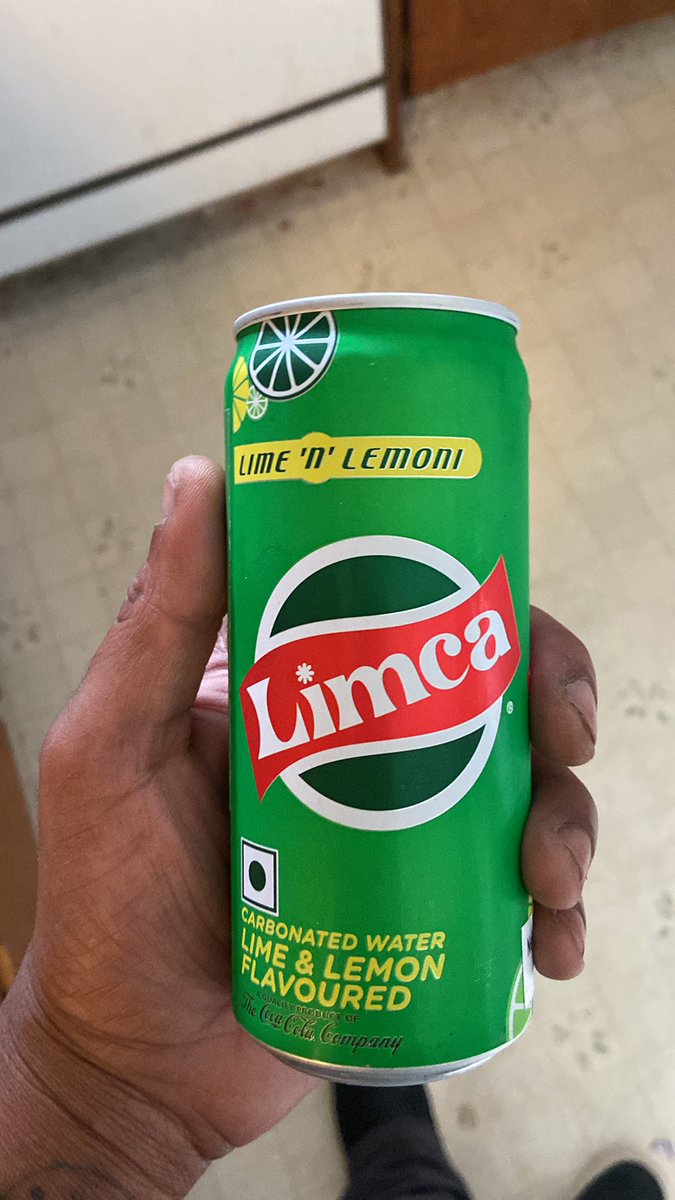 LIME 'N' LEMONI
Limca
®
CARBONATED WATER
LIME & LEMON
FLAVOURED
A QUALITY PRODUCT OF
The Coca-Cola Company